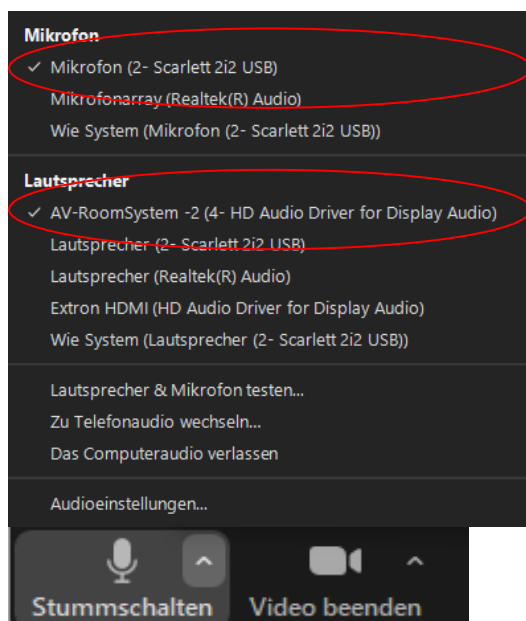 Mikrofon
Mikrofon (2- Scarlett 2i2 USB)
Mikrofonarray (Realtek(R) Audio)
Wie System (Mikrofon (2- Scarlett 2i2 USB))
Lautsprecher
AV-RoomSystem -2 (4- HD Audio Driver for Display Audio)
Lautsprecher (2- Scarlett 2i2 USB)
Lautsprecher (Realtek(R) Audio)
Extron HDMI (HD Audio Driver for Display Audio)
Wie System (Lautsprecher (2- Scarlett 2i2 USB))
Lautsprecher & Mikrofon testen...
Zu Telefonaudio wechseln...
Das Computeraudio verlassen
Audioeinstellungen...
Stummschalten Video beenden